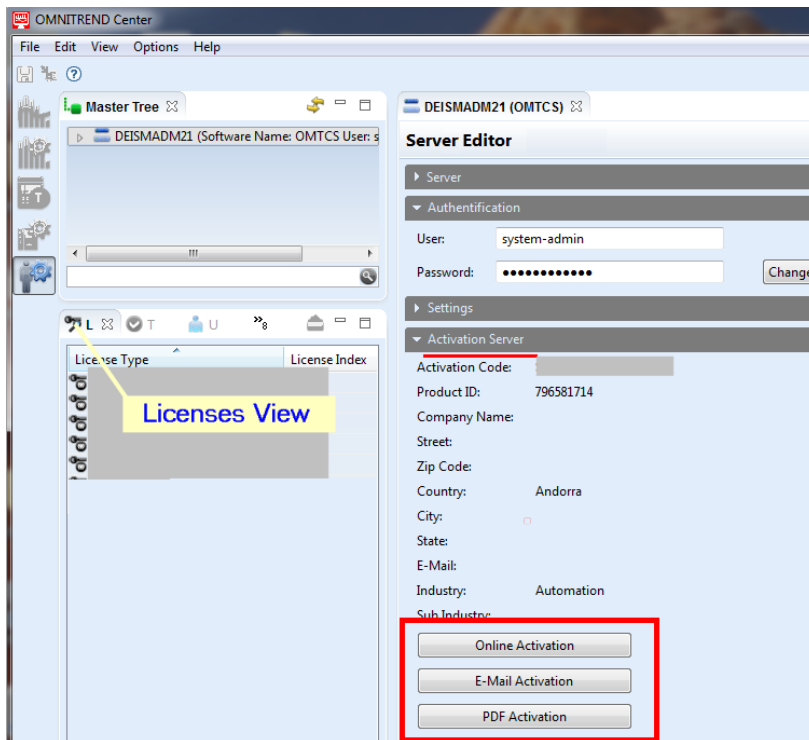 OMNITREND Center
File Edit View Options Help
Master Tree
DEISMADM21 (Software Name: OMTCS User: s
L T U »8
License Type License Index
Licenses View
DEISMADM21 (OMTCS)
Server Editor
Server
Authentification
User: system-admin
Password: ••••••••••••
Change
Settings
Activation Server
Activation Code:
Product ID: 796581714
Company Name:
Street:
Zip Code:
Country: Andorra
City:
State:
E-Mail:
Industry: Automation
Sub Industry:
Online Activation
E-Mail Activation
PDF Activation